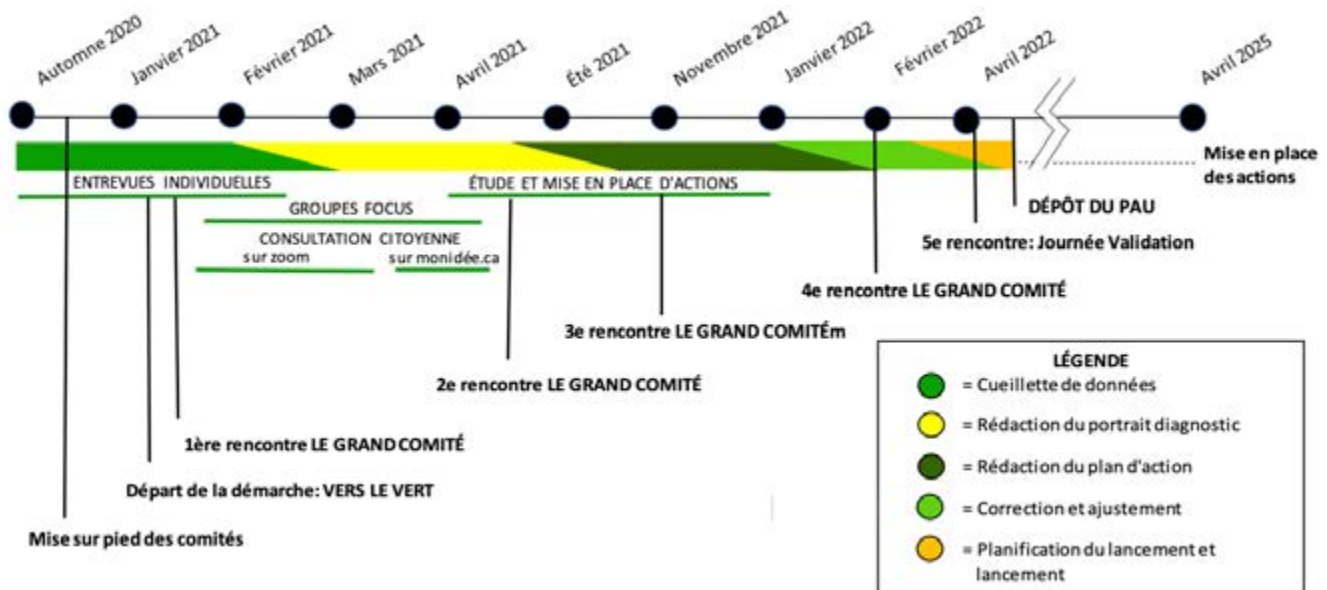 Automne 2020
Janvier 2021
Février 2021
Mars 2021
Avril 2021
Été 2021
Novembre 2021
Janvier 2022
Février 2022
Avril 2022
Avril 2025
Mise en place
des actions
ENTREVUES INDIVIDUELLES
ÉTUDE ET MISE EN PLACE D'ACTIONS
GROUPES FOCUS
DÉPÔT DU PAU
CONSULTATION CITOYENNE
sur zoom
sur monidée.ca
5e rencontre: Journée Validation
4e rencontre LE GRAND COMITÉ
3e rencontre LE GRAND COMITÉm
2e rencontre LE GRAND COMITÉ
1ère rencontre LE GRAND COMITÉ
Départ de la démarche: VERS LE VERT
Mise sur pied des comités
LÉGENDE
= Cueillette de données
= Rédaction du portrait diagnostic
= Rédaction du plan d'action
= Correction et ajustement
= Planification du lancement et
lancement